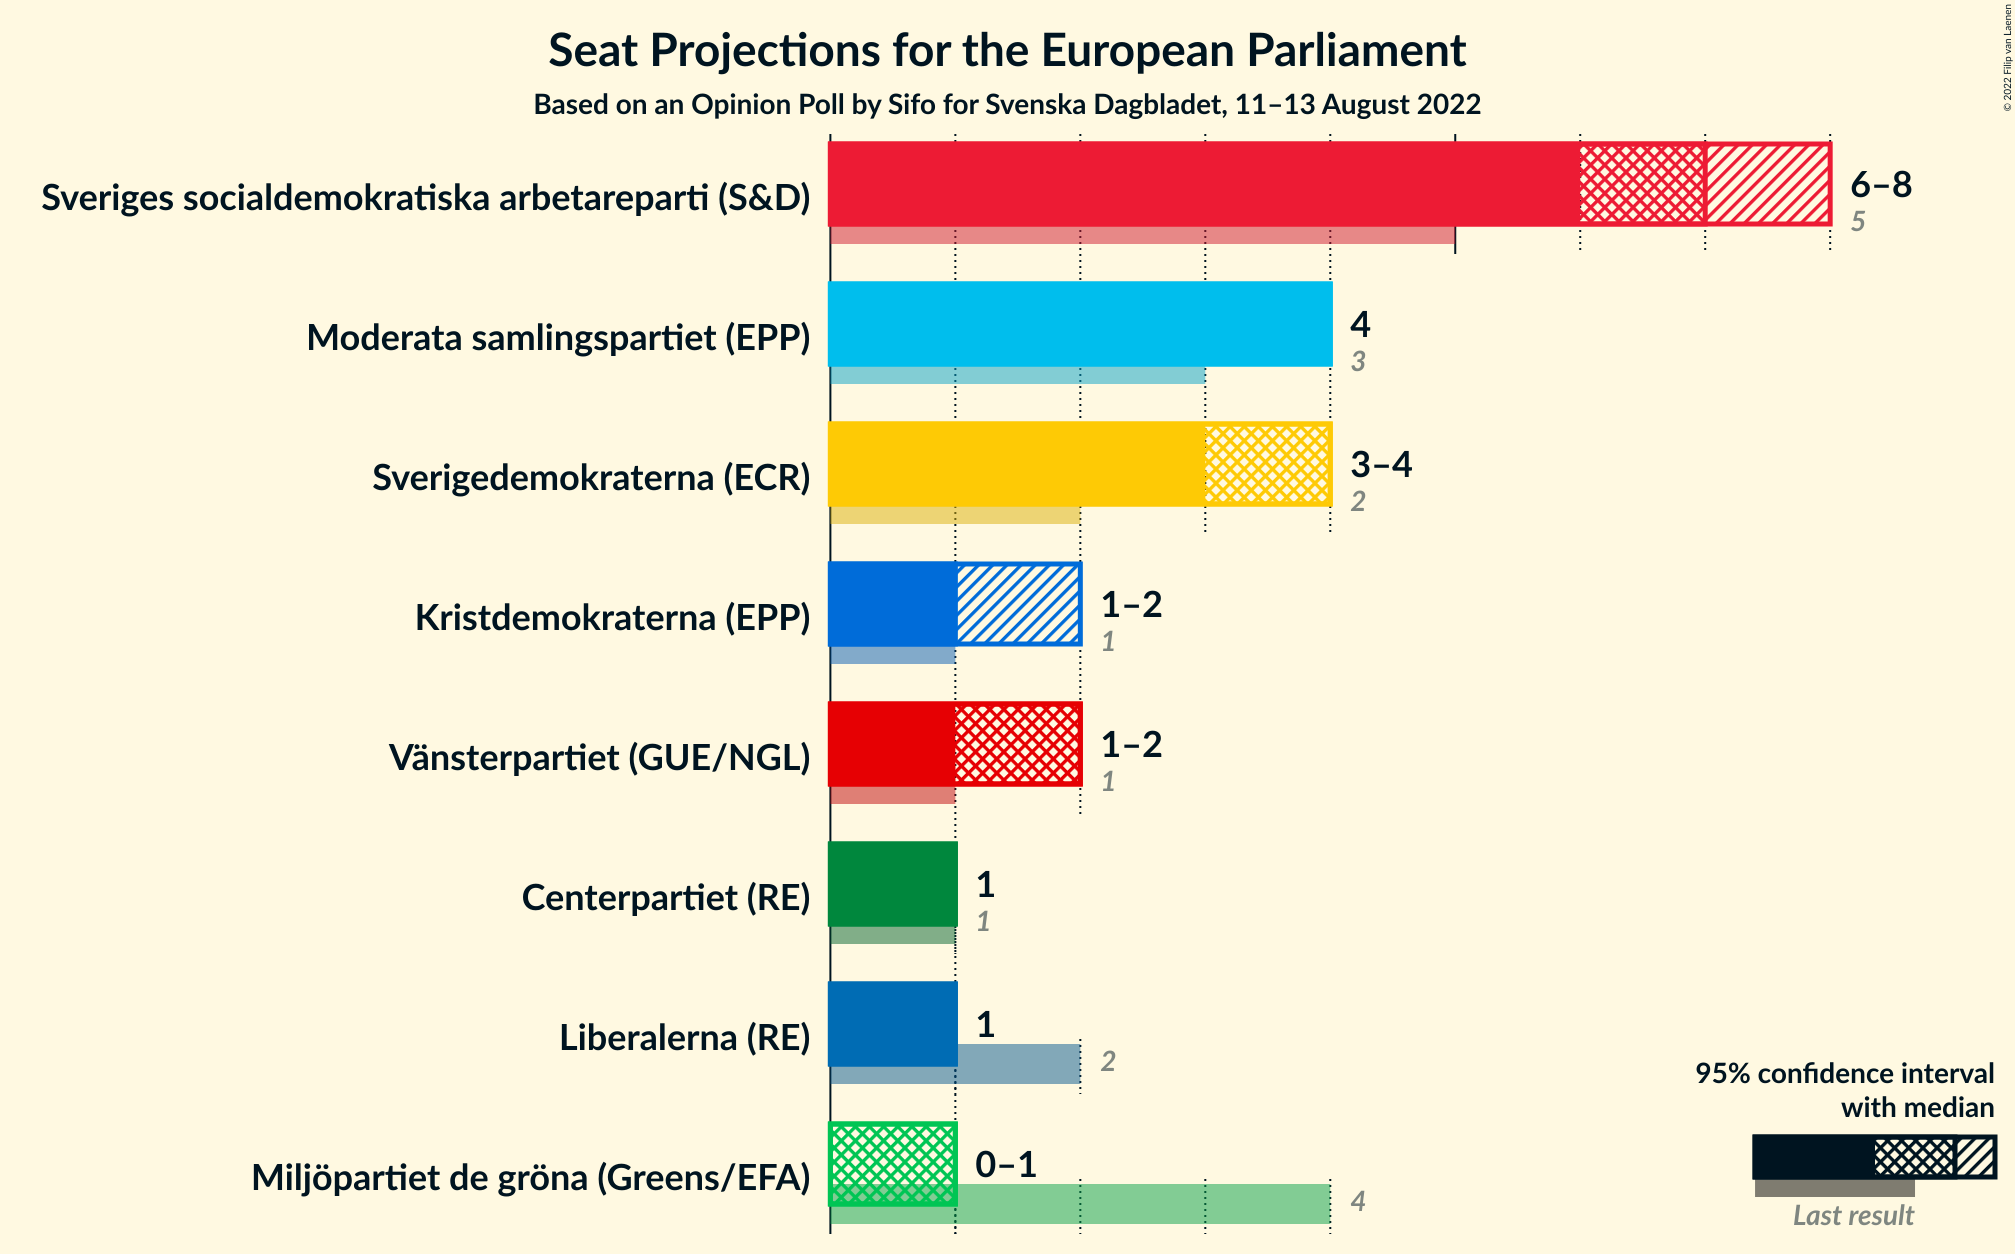 Seat Projections for the European Parliament
Based on an Opinion Poll by Sifo for Svenska Dagbladet, 11–13 August 2022
© 2022 Filip van Laenen
Sveriges socialdemokratiska arbetareparti (S&D)
6–8
5
Moderata samlingspartiet (EPP)
4
3
Sverigedemokraterna (ECR)
3–4
2
Kristdemokraterna (EPP)
1–2
1
Vänsterpartiet (GUE/NGL)
1–2
1
Centerpartiet (RE)
1
1
Liberalerna (RE)
1
2
Miljöpartiet de gröna (Greens/EFA)
0–1
4
95% confidence interval
with median
Last result